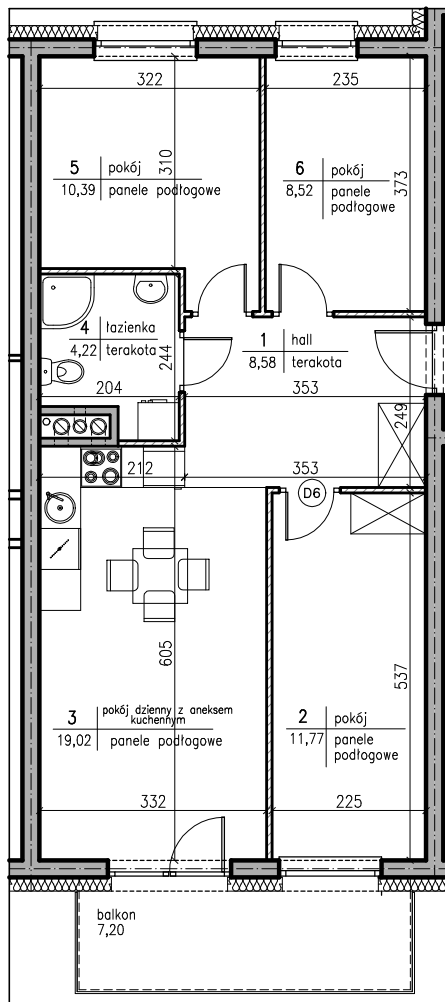 322
235
310
373
5 pokój
10,39 panele podłogowe
6 pokój
8,52 panele
podłogowe
4 łazienka
4,22 terakota
244
204
1 hall
8,58 terakota
353
249
212
353
D6
605
537
3 pokój dzienny z aneksem
kuchennym
19,02 panele podłogowe
2 pokój
11,77 panele
podłogowe
332
225
balkon
7,20